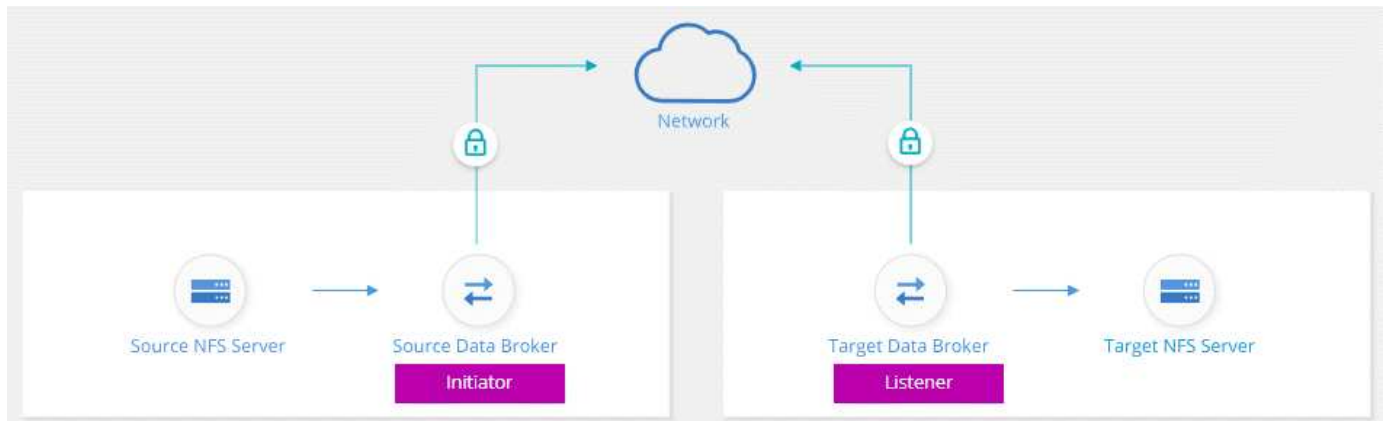 Network
Source NFS Server
Source Data Broker
Target Data Broker
Target NFS Server
Initiator
Listener